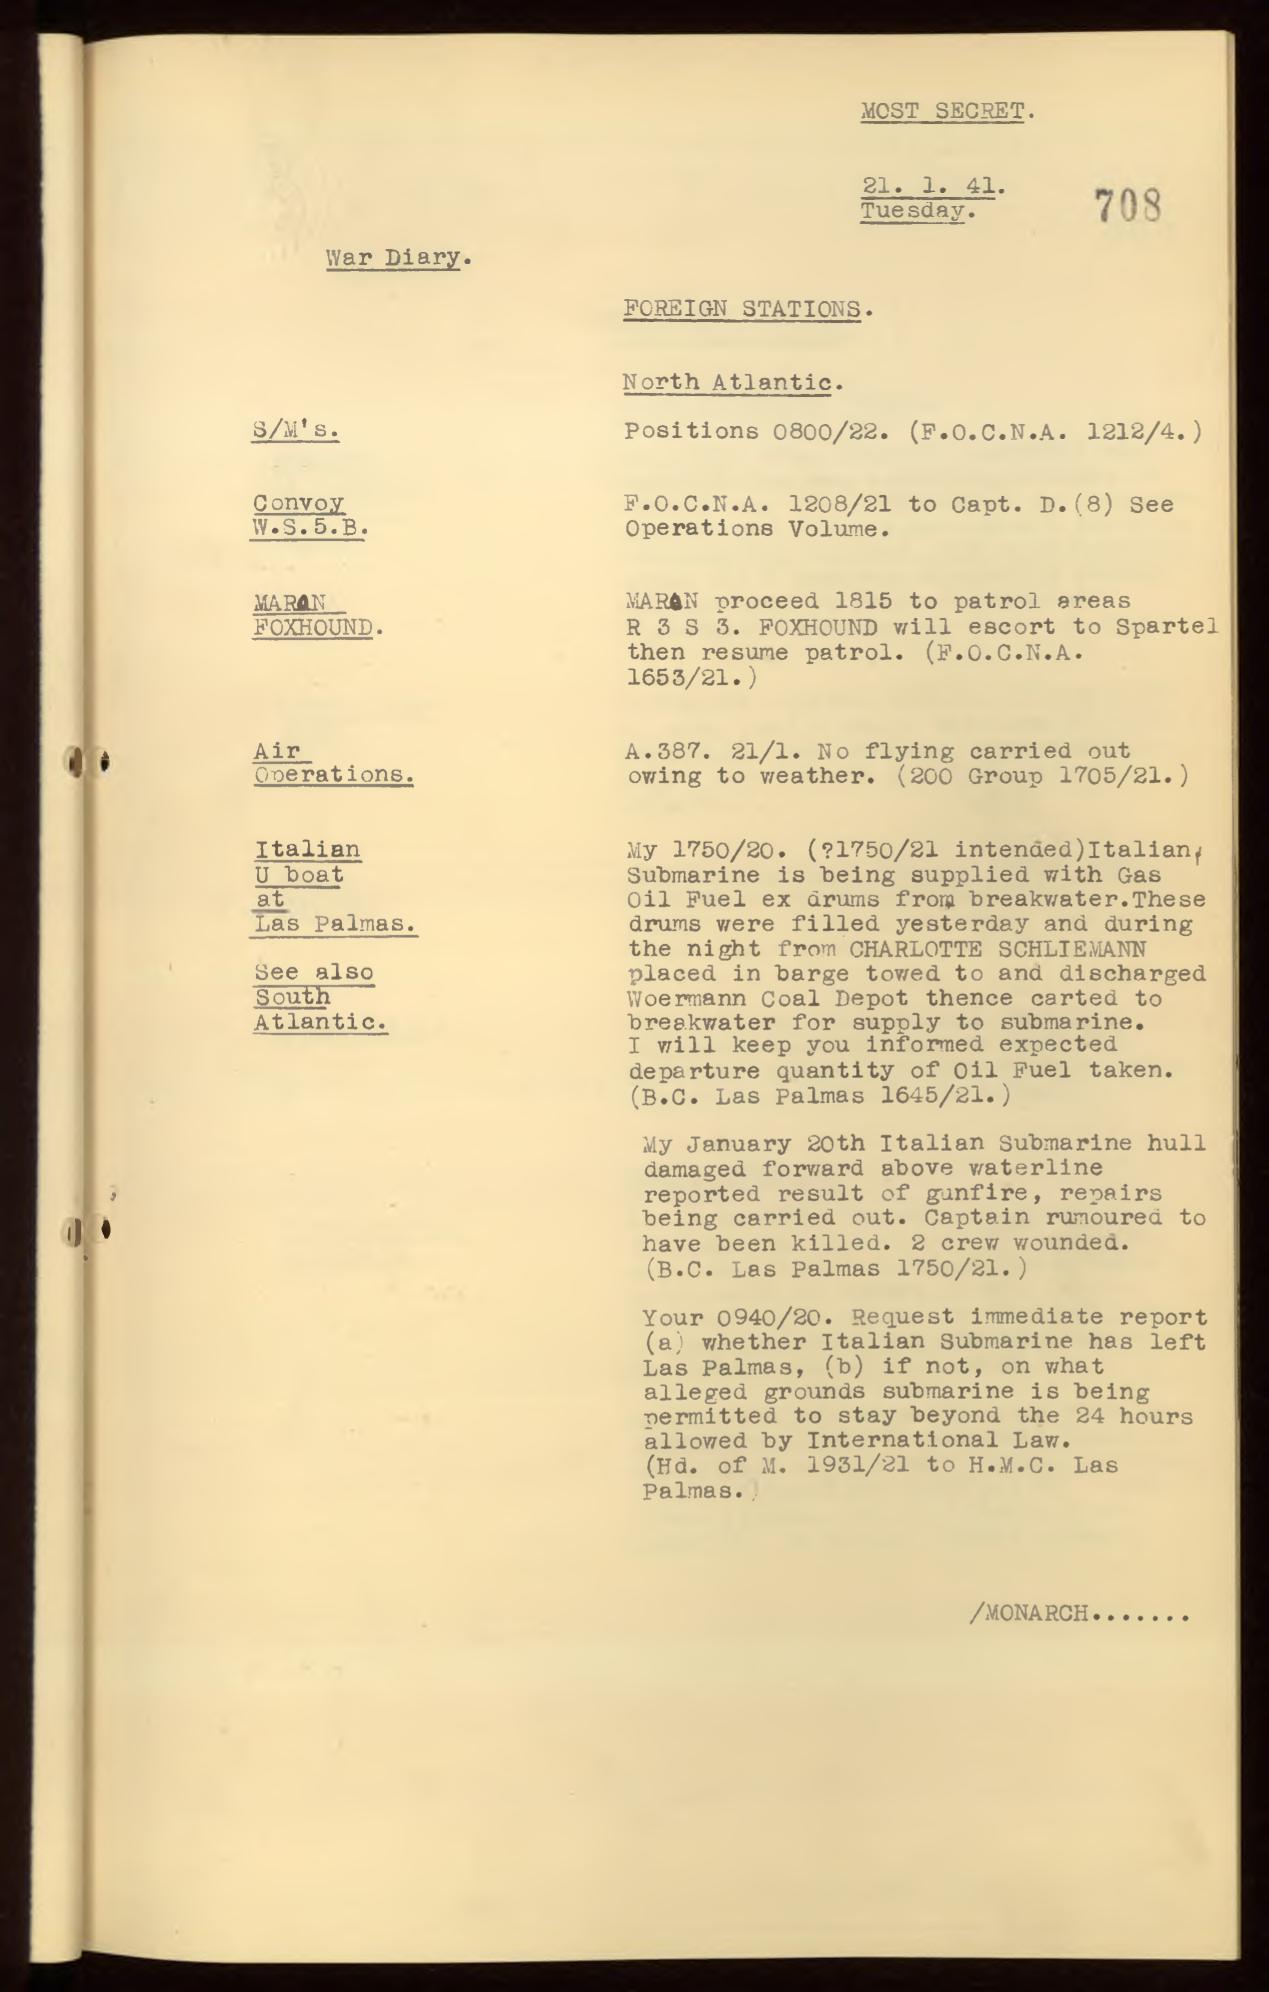 MOST SECRET.
21. 1. 41.
Tuesday.
708
War Diary.
FOREIGN STATIONS.
North Atlantic.
S/M's.
Positions 0800/22. (F.O.C.N.A. 1212/4.)
Convoy
W.S.5.B.
F.O.C.N.A. 1208/21 to Capt. D.(8) See
Operations Volume.
MARON
FOXHOUND.
MARON proceed 1815 to patrol areas
R 3 S 3. FOXHOUND will escort to Spartel
then resume patrol. (F.O.C.N.A.
1653/21.)
Air
Operations.
A.387. 21/1. No flying carried out
owing to weather. (200 Group 1705/21.)
Italian
U boat
at
Las Palmas.
See also
South
Atlantic.
My 1750/20. (?1750/21 intended)Italian
Submarine is being supplied with Gas
Oil Fuel ex drums from breakwater.These
drums were filled yesterday and during
the night from CHARLOTTE SCHLIEMANN
placed in barge towed to and discharged
Woermann Coal Depot thence carted to
breakwater for supply to submarine.
I will keep you informed expected
departure quantity of Oil Fuel taken.
(B.C. Las Palmas 1645/21.)
My January 20th Italian Submarine hull
damaged forward above waterline
reported result of gunfire, repairs
being carried out. Captain rumoured to
have been killed. 2 crew wounded.
(B.C. Las Palmas 1750/21.)
Your 0940/20. Request immediate report
(a) whether Italian Submarine has left
Las Palmas, (b) if not, on what
alleged grounds submarine is being
permitted to stay beyond the 24 hours
allowed by International Law.
(Hd. of M. 1931/21 to H.M.C. Las
Palmas.)
/MONARCH.......